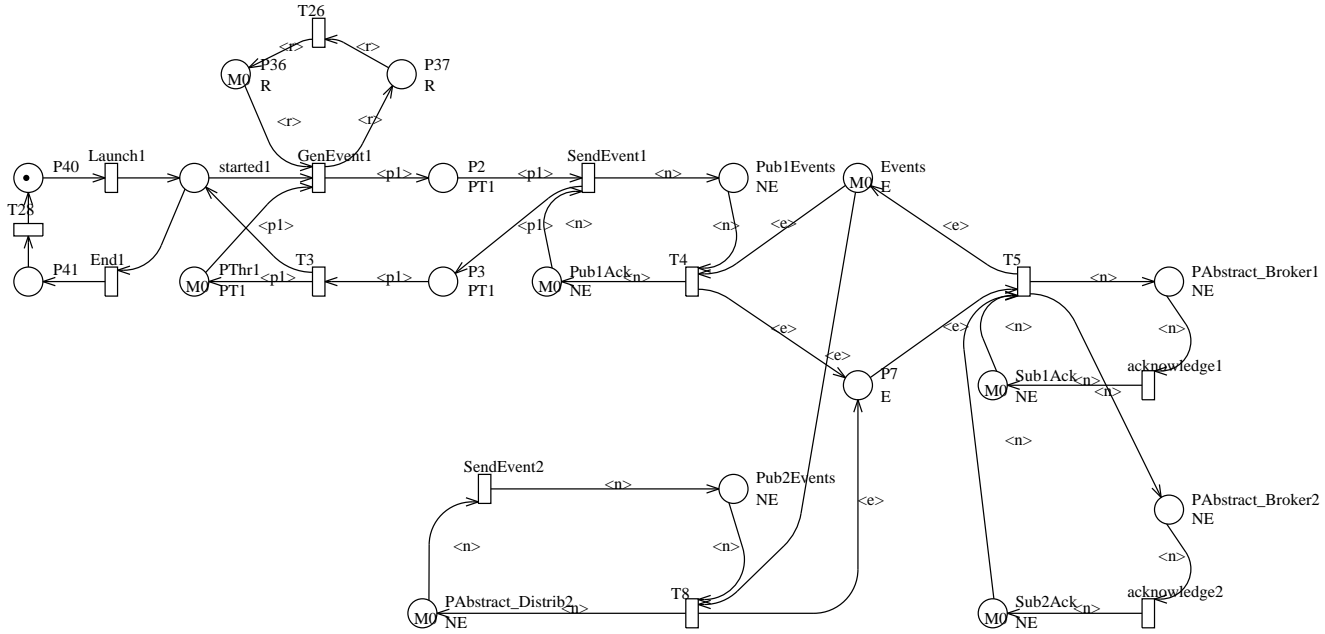 T26
<r> <r>
M0 P36 P37
R R
<r> <r>
P40 Launch1 started1 GenEvent1 <p1> P2 <p1> SendEvent1 <n> Pub1Events Events
PT1 NE M0 E
T28 <p1> <p1> <n> <n> <e> <e>
P41 End1 M0 PThr1 <p1> T3 <p1> P3 M0 Pub1Ack <n> T4 T5 <n> PAbstract_Broker1
PT1 PT1 NE NE
<e> <e> <n> <n>
<e>
P7 acknowledge1
E M0 Sub1Ack <n> <n>
NE
<n>
SendEvent2 <n> Pub2Events
NE <e> PAbstract_Broker2
NE
<n> <n> <n>
M0 PAbstract_Distrib2 <n> T8 M0 Sub2Ack <n> acknowledge2
NE NE